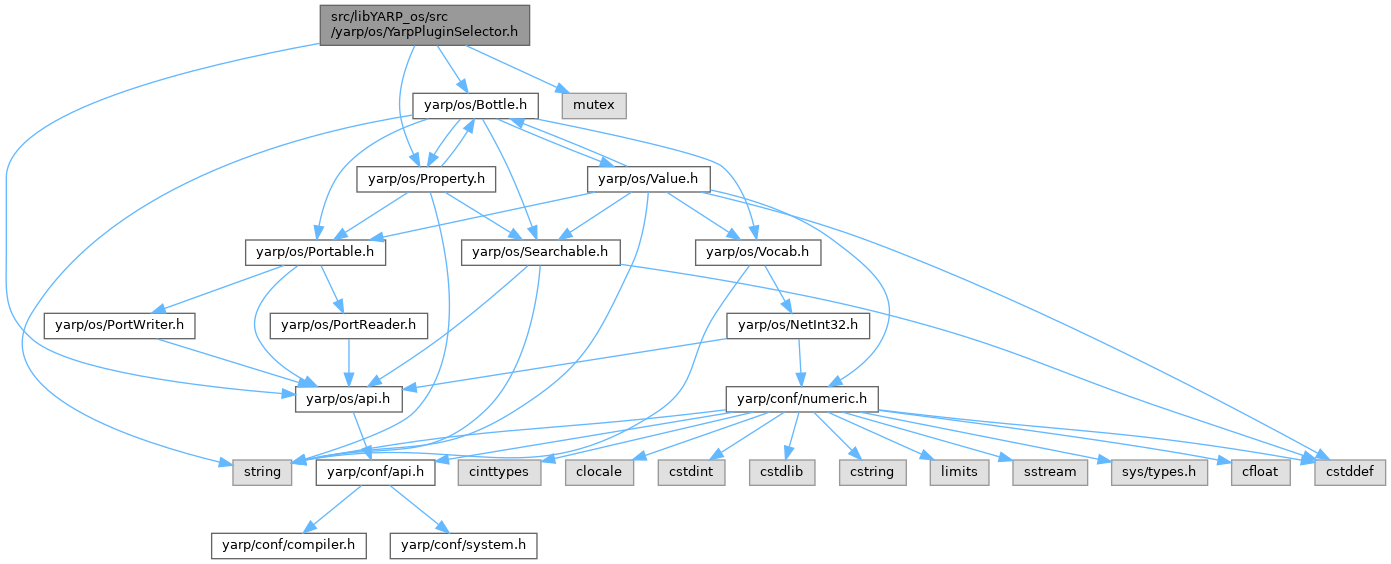 src/libYARP_os/src
/yarp/os/YarpPluginSelector.h
yarp/os/Bottle.h
mutex
yarp/os/Property.h
yarp/os/Value.h
yarp/os/Portable.h
yarp/os/Searchable.h
yarp/os/Vocab.h
yarp/os/PortWriter.h
yarp/os/PortReader.h
yarp/os/NetInt32.h
yarp/os/api.h
yarp/conf/numeric.h
string
yarp/conf/api.h
cinttypes
clocale
cstdint
cstdlib
cstring
limits
sstream
sys/types.h
cfloat
cstddef
yarp/conf/compiler.h
yarp/conf/system.h